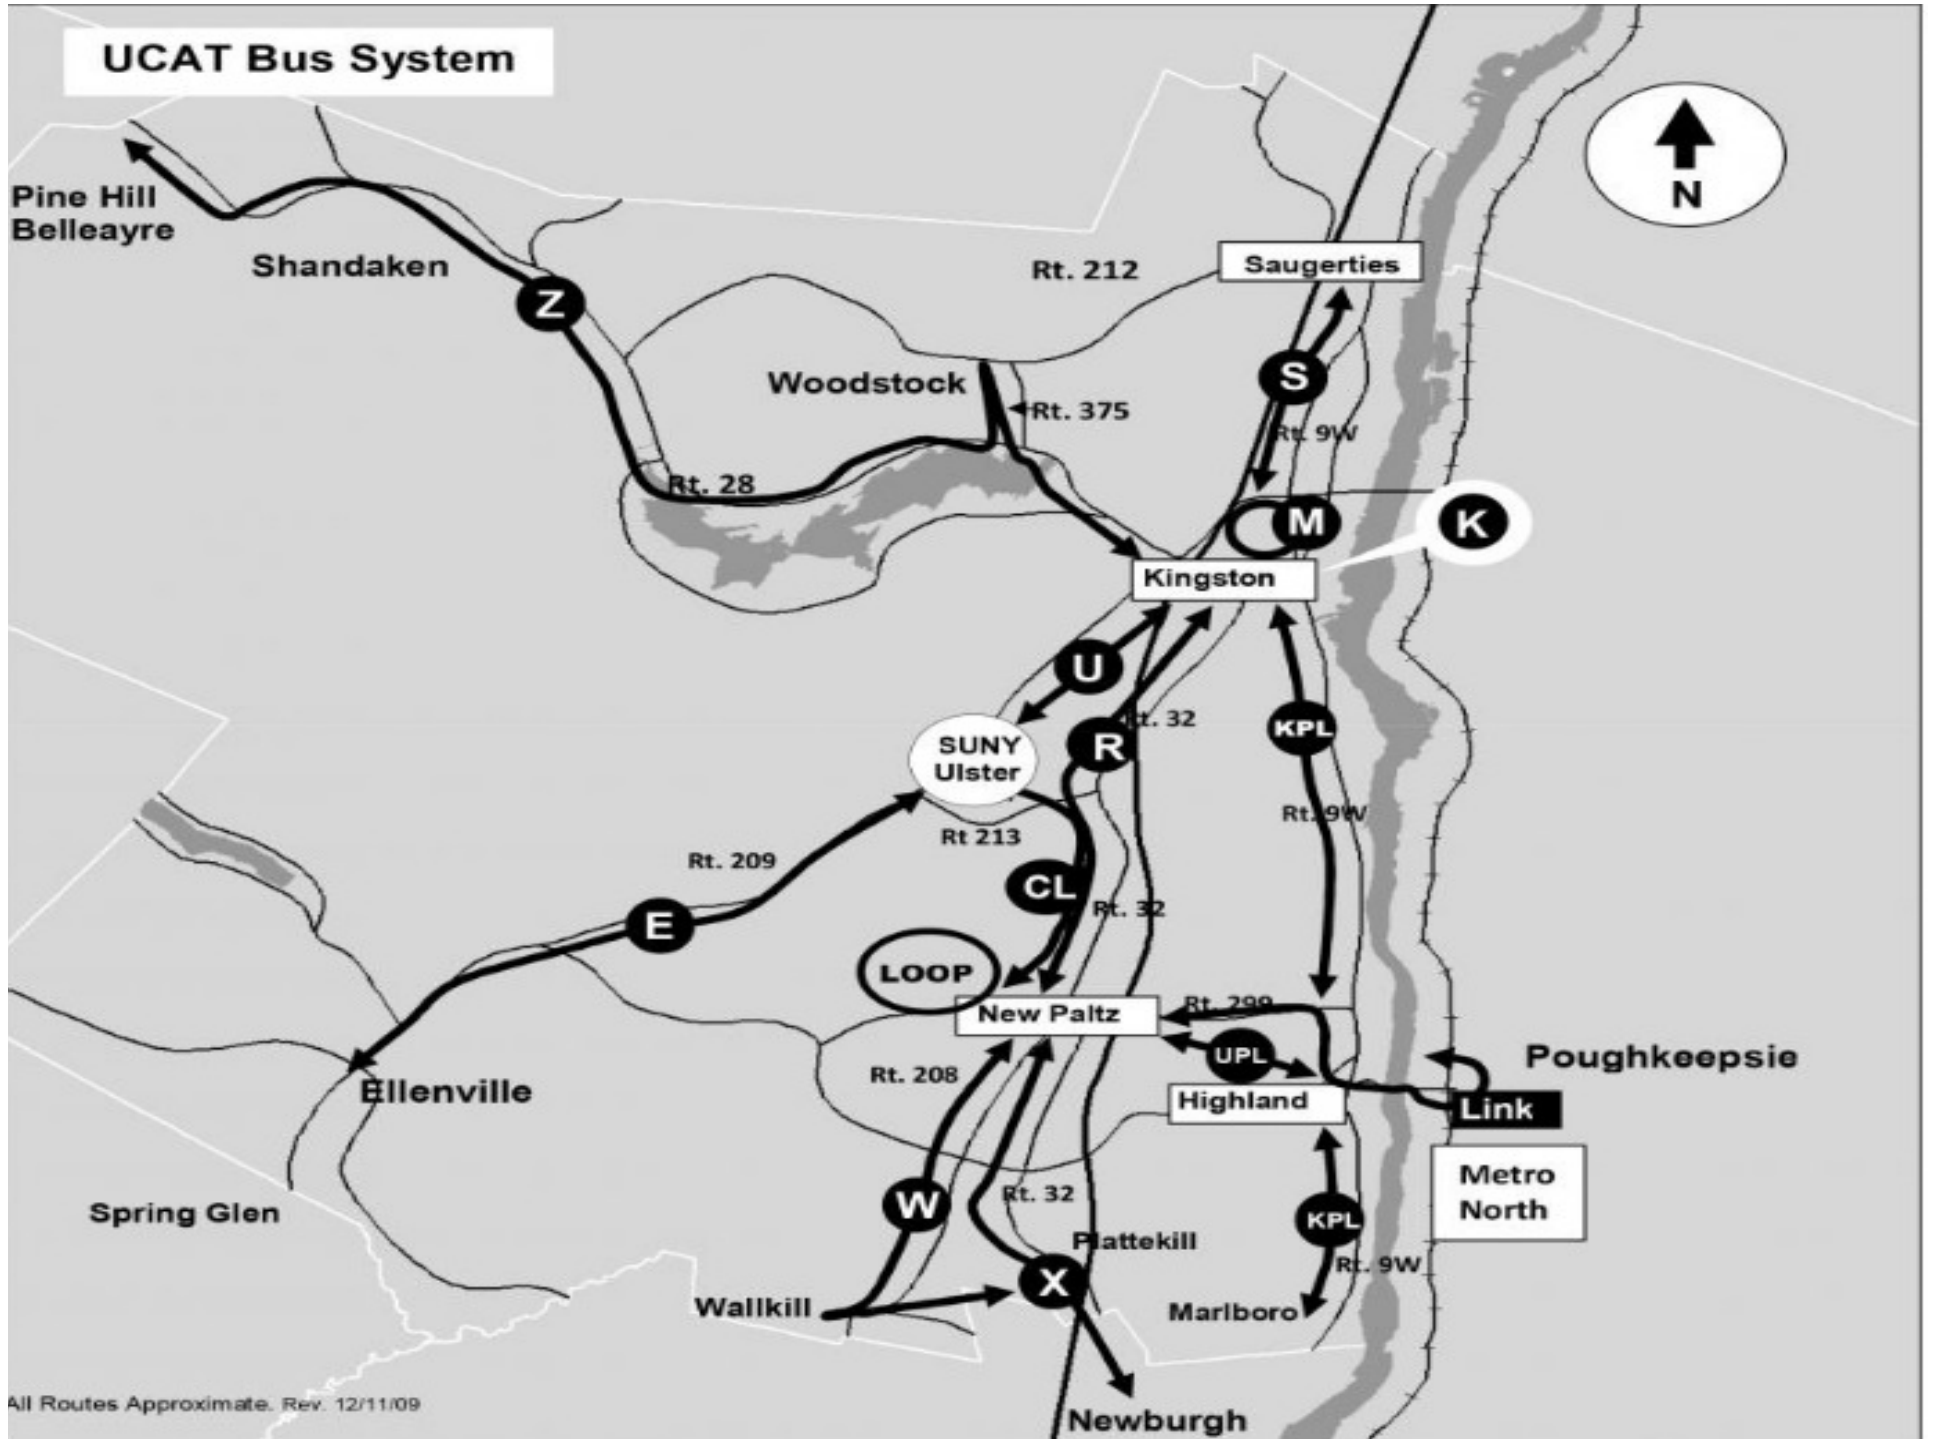 UCAT Bus System
N
Pine Hill
Belleayre
Shandaken
Z
Rt. 212
Saugerties
S
Woodstock
Rt. 375
Rt. 9W
Rt. 28
M
K
Kingston
U
Rt. 32
R
KPL
SUNY
Ulster
Rt. 9W
Rt 213
Rt. 209
CL
Rt. 32
E
LOOP
New Paltz
Rt. 299
UPL
Poughkeepsie
Rt. 208
Ellenville
Highland
Link
Metro
North
Rt. 32
W
Spring Glen
KPL
Plattekill
Rt. 9W
X
Wallkill
Marlboro
All Routes Approximate. Rev. 12/11/09
Newburgh